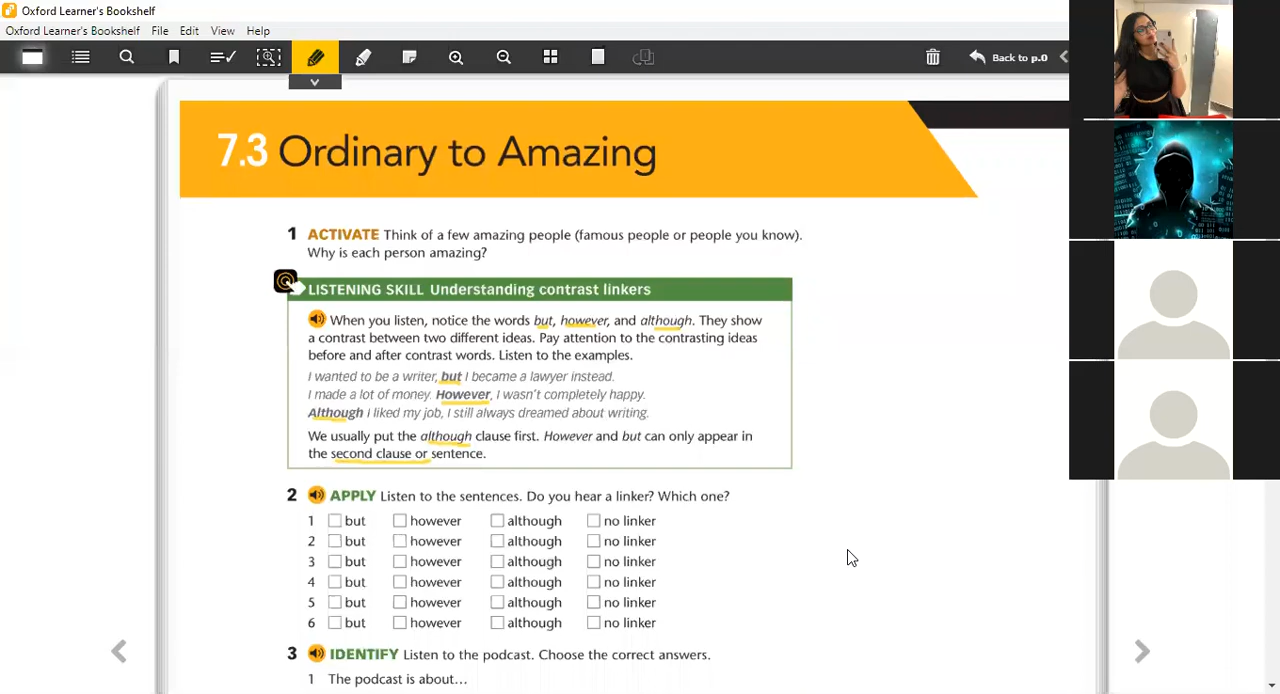 Oxford Learner's Bookshelf
Oxford Learner's Bookshelf File Edit View Help
Back to p.0
7.3 Ordinary to Amazing
1 ACTIVATE Think of a few amazing people (famous people or people you know).
Why is each person amazing?
LISTENING SKILL Understanding contrast linkers
When you listen, notice the words but, however, and although. They show
a contrast between two different ideas. Pay attention to the contrasting ideas
before and after contrast words. Listen to the examples.
I wanted to be a writer, but I became a lawyer instead.
I made a lot of money. However, I wasn't completely happy.
Although I liked my job, I still always dreamed about writing.
We usually put the although clause first. However and but can only appear in
the second clause or sentence.
2 APPLY Listen to the sentences. Do you hear a linker? Which one?
1 but however although no linker
2 but however although no linker
3 but however although no linker
4 but however although no linker
5 but however although no linker
6 but however although no linker
3 IDENTIFY Listen to the podcast. Choose the correct answers.
1 The podcast is about…